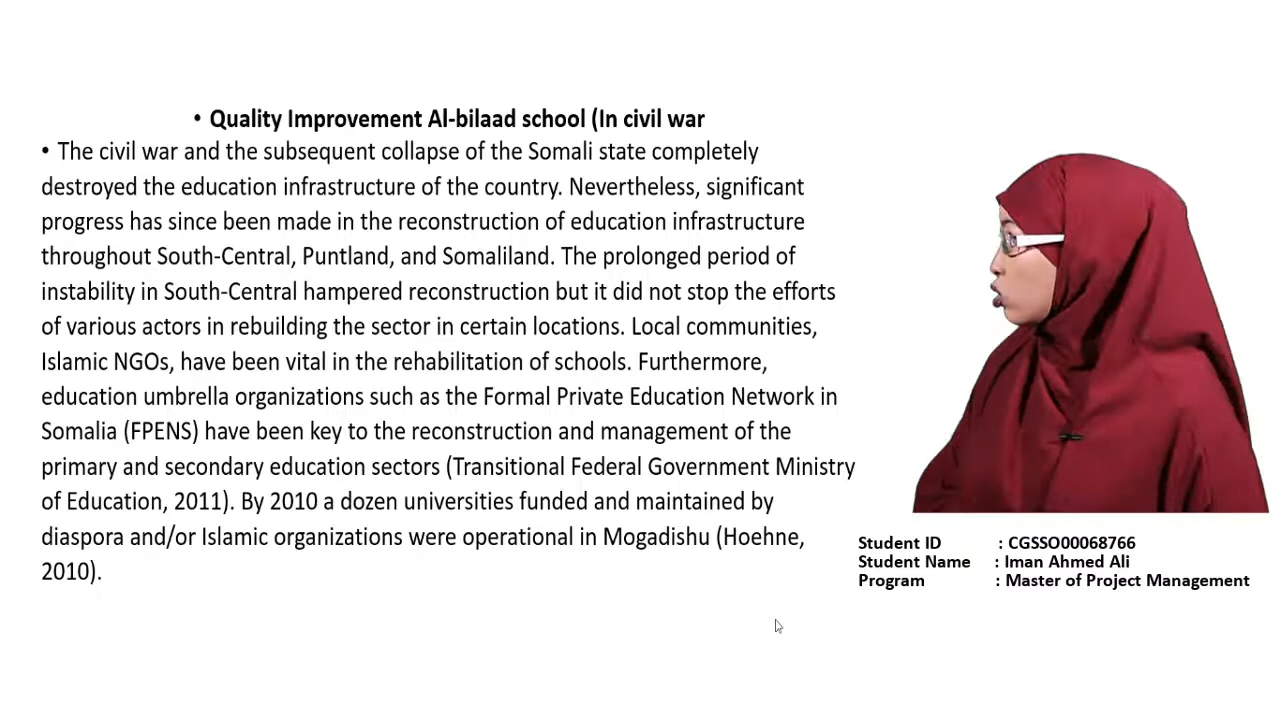 • Quality Improvement Al-bilaad school (In civil war
• The civil war and the subsequent collapse of the Somali state completely
destroyed the education infrastructure of the country. Nevertheless, significant
progress has since been made in the reconstruction of education infrastructure
throughout South-Central, Puntland, and Somaliland. The prolonged period of
instability in South-Central hampered reconstruction but it did not stop the efforts
of various actors in rebuilding the sector in certain locations. Local communities,
Islamic NGOs, have been vital in the rehabilitation of schools. Furthermore,
education umbrella organizations such as the Formal Private Education Network in
Somalia (FPENS) have been key to the reconstruction and management of the
primary and secondary education sectors (Transitional Federal Government Ministry
of Education, 2011). By 2010 a dozen universities funded and maintained by
diaspora and/or Islamic organizations were operational in Mogadishu (Hoehne,
2010).
Student ID : CGSSO00068766
Student Name : Iman Ahmed Ali
Program : Master of Project Management